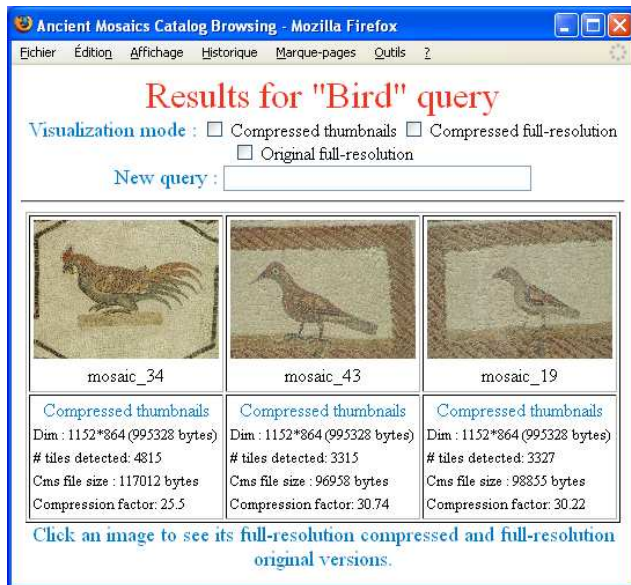 Ancient Mosaics Catalog Browsing - Mozilla Firefox
Fichier Édition Affichage Historique Marque-pages Outils ?
Results for "Bird" query
Visualization mode : Compressed thumbnails Compressed full-resolution
Original full-resolution
New query :
mosaic_34 mosaic_43 mosaic_19
Compressed thumbnails Compressed thumbnails Compressed thumbnails
Dim : 1152*864 (995328 bytes) Dim : 1152*864 (995328 bytes) Dim : 1152*864 (995328 bytes)
# tiles detected: 4815 # tiles detected: 3315 # tiles detected: 3327
Cms file size : 117012 bytes Cms file size : 96958 bytes Cms file size : 98855 bytes
Compression factor: 25.5 Compression factor: 30.74 Compression factor: 30.22
Click an image to see its full-resolution compressed and full-resolution
original versions.